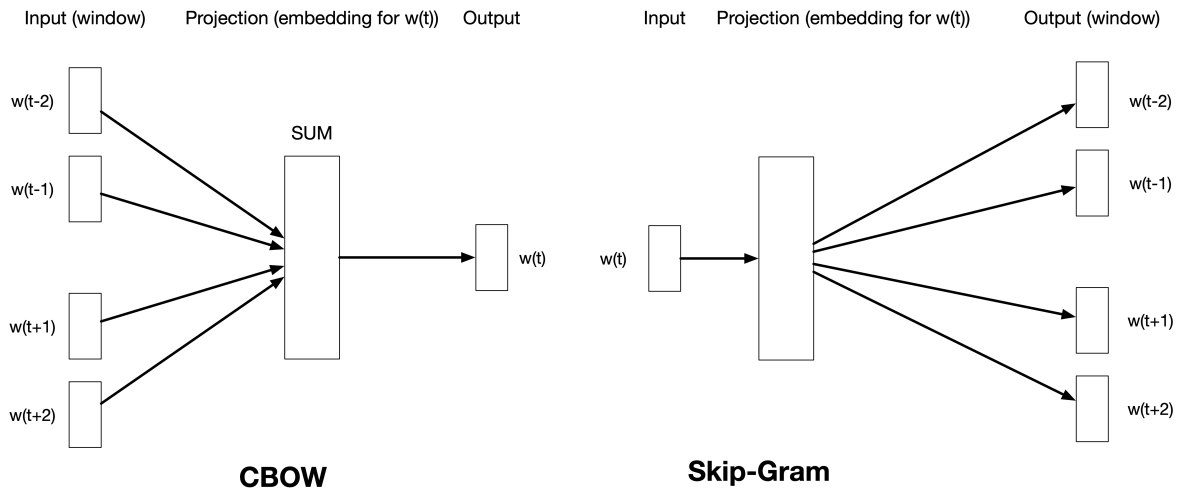 Input (window)
Projection (embedding for w(t))
Output
w(t-2)
w(t-1)
SUM
w(t)
w(t+1)
w(t+2)
CBOW
Input
Projection (embedding for w(t))
Output (window)
w(t)
w(t-2)
w(t-1)
w(t+1)
w(t+2)
Skip-Gram